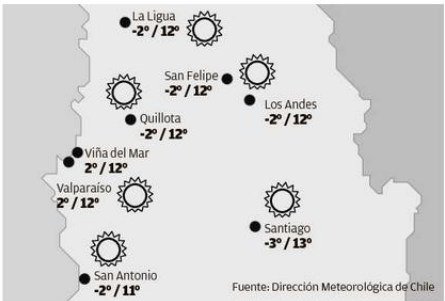 La Ligua
-2°/12°
San Felipe
-2°/12°
Los Andes
-2°/12°
Quillota
-2°/12°
Viña del Mar
2°/12°
Valparaíso
2°/12°
Santiago
-3°/13°
San Antonio
-2°/11°
Fuente: Dirección Meteorológica de Chile